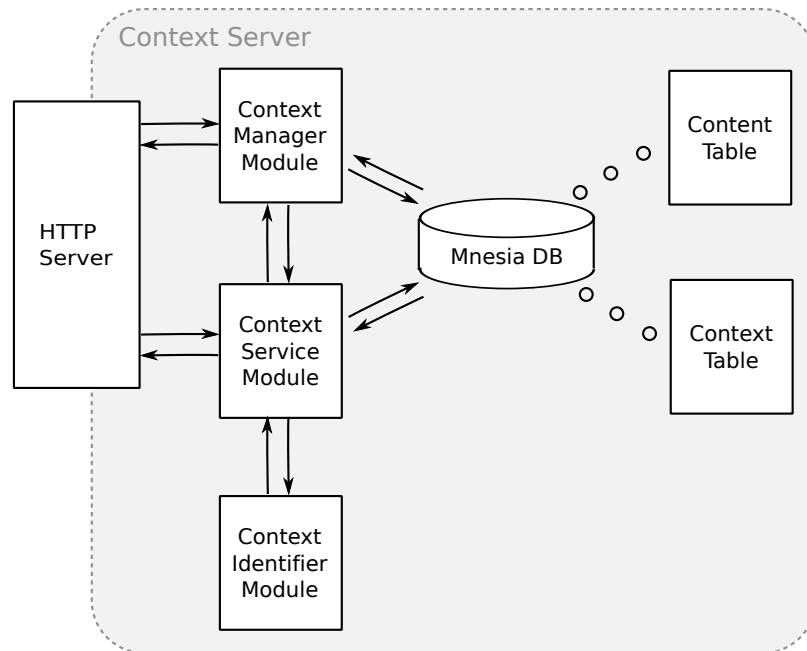 Context Server
Context
Manager
Module
Content
Table
HTTP
Server
Mnesia DB
Context
Service
Module
Context
Table
Context
Identifier
Module